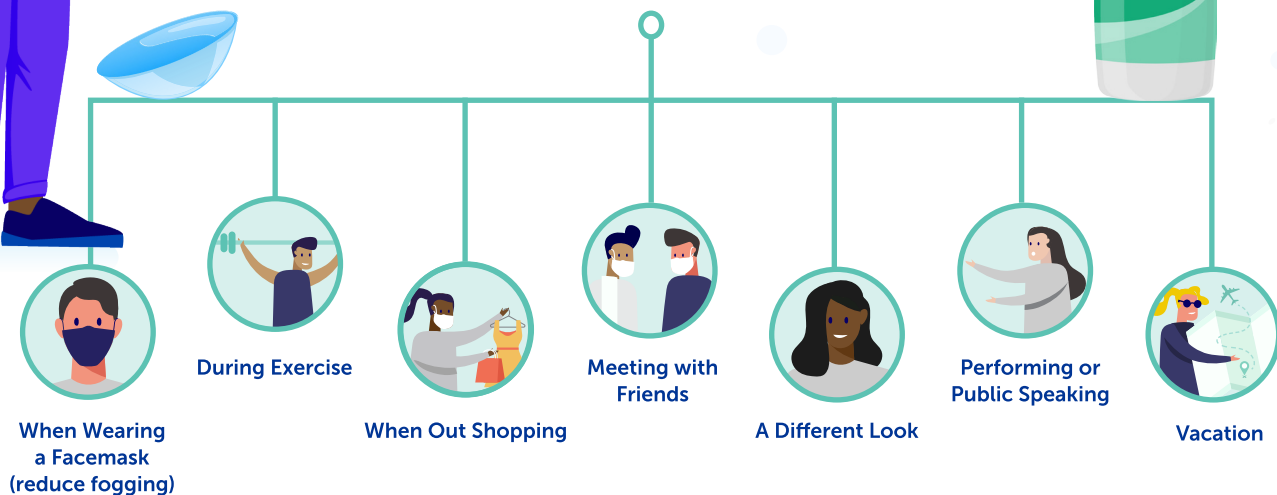 When Wearing
a Facemask
(reduce fogging)
During Exercise
When Out Shopping
Meeting with
Friends
A Different Look
Performing or
Public Speaking
Vacation